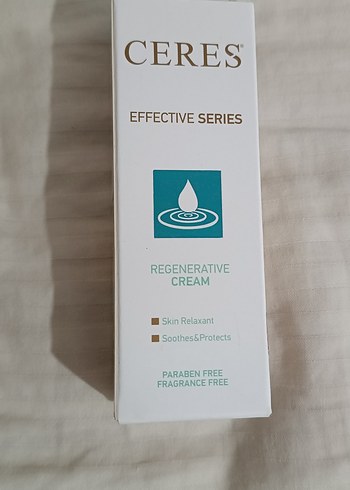 CERES®
EFFECTIVE SERIES
REGENERATIVE
CREAM
Skin Relaxant
Soothes&Protects
PARABEN FREE
FRAGRANCE FREE